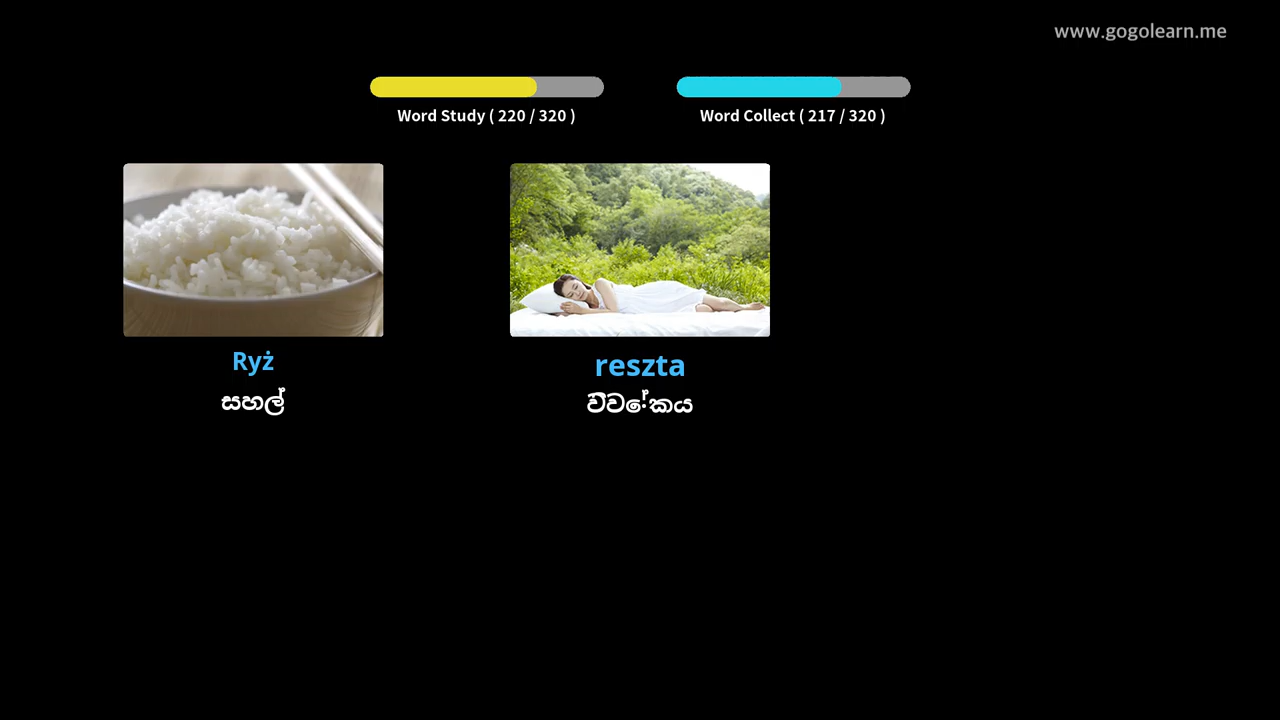 www.gogolearn.me
Word Study ( 220 / 320 )
Word Collect ( 217 / 320 )
Ryż
සහල්
reszta
විවේකය